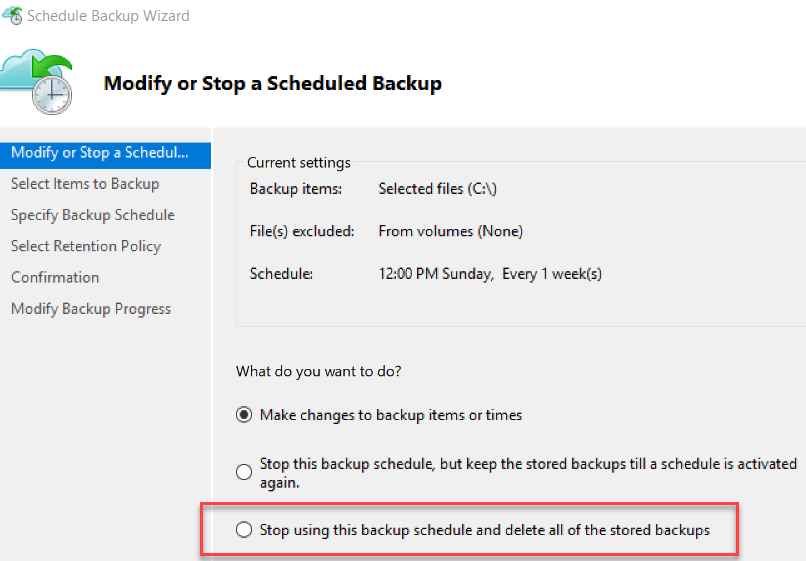 Schedule Backup Wizard
Modify or Stop a Scheduled Backup
Modify or Stop a Schedul...
Select Items to Backup
Specify Backup Schedule
Select Retention Policy
Confirmation
Modify Backup Progress
Current settings
Backup items: Selected files (C:\)
File(s) excluded: From volumes (None)
Schedule: 12:00 PM Sunday, Every 1 week(s)
What do you want to do?
Make changes to backup items or times
Stop this backup schedule, but keep the stored backups till a schedule is activated
again.
Stop using this backup schedule and delete all of the stored backups